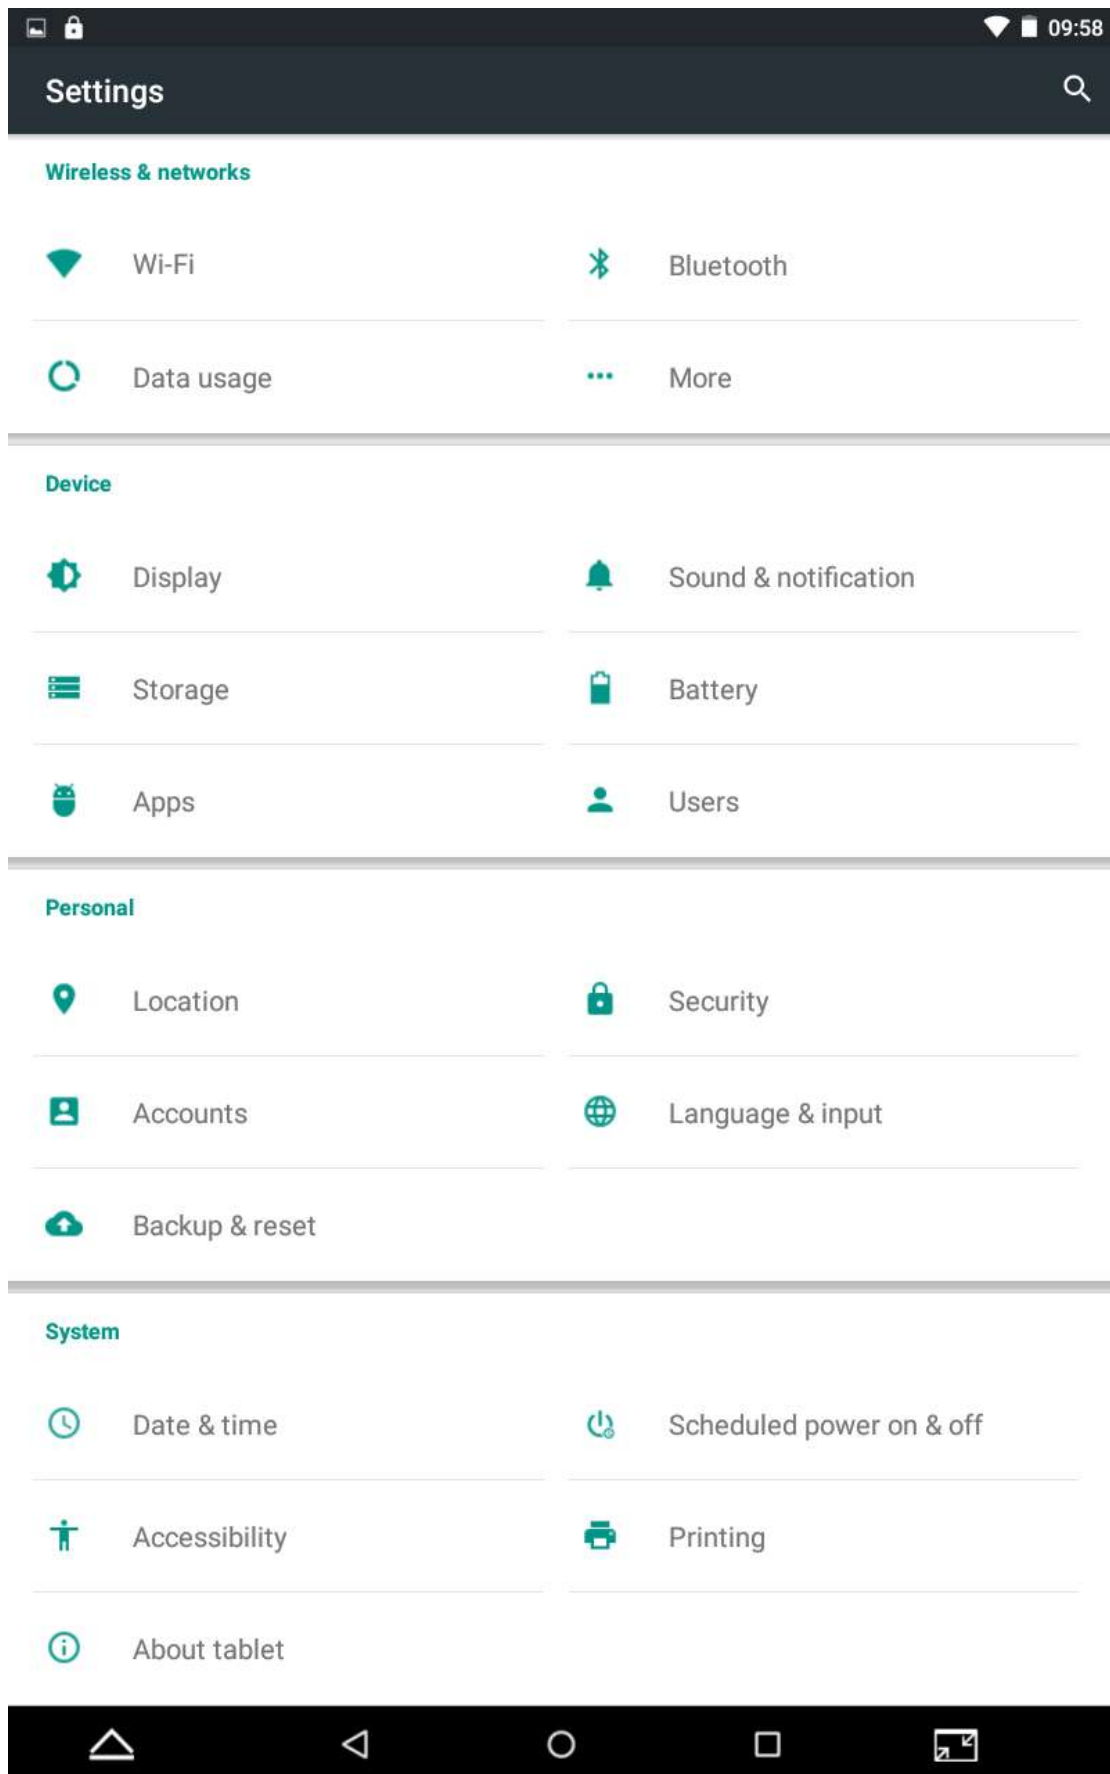 09:58
Settings
Wireless & networks
Wi-Fi
Bluetooth
Data usage
More
Device
Display
Sound & notification
Storage
Battery
Apps
Users
Personal
Location
Security
Accounts
Language & input
Backup & reset
System
Date & time
Scheduled power on & off
Accessibility
Printing
About tablet